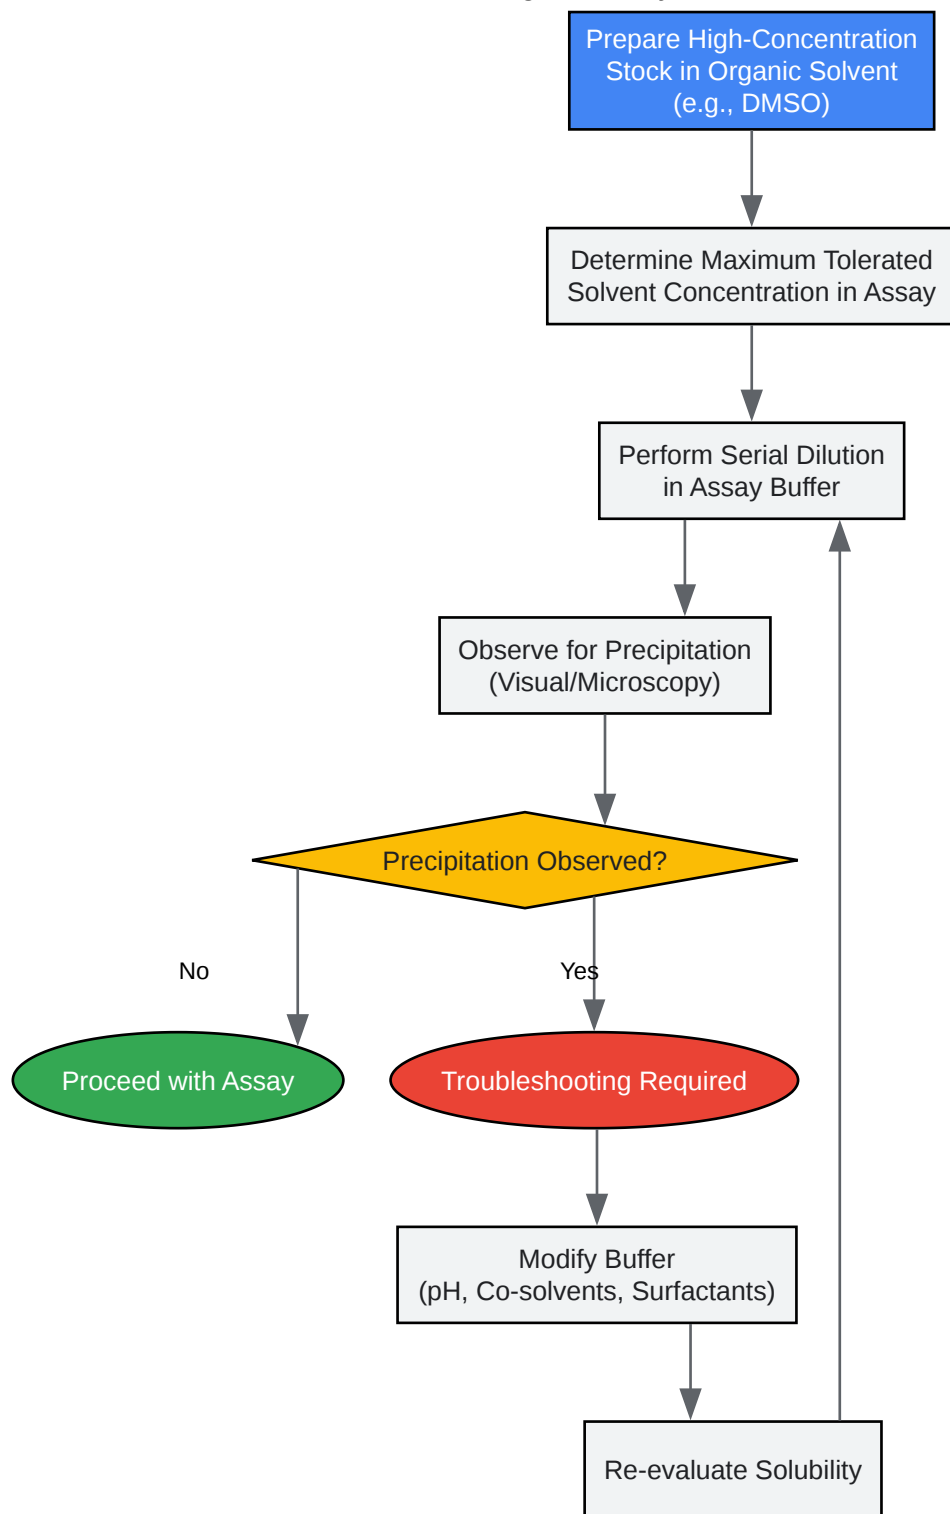 Prepare High-Concentration
Stock in Organic Solvent
(e.g., DMSO)
Determine Maximum Tolerated
Solvent Concentration in Assay
Perform Serial Dilution
in Assay Buffer
Observe for Precipitation
(Visual/Microscopy)
Precipitation Observed?
No
Yes
Proceed with Assay
Troubleshooting Required
Modify Buffer
(pH, Co-solvents, Surfactants)
Re-evaluate Solubility